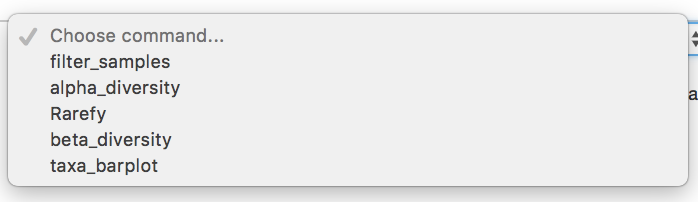 Choose command...
filter_samples
alpha_diversity
Rarefy
beta_diversity
taxa_barplot